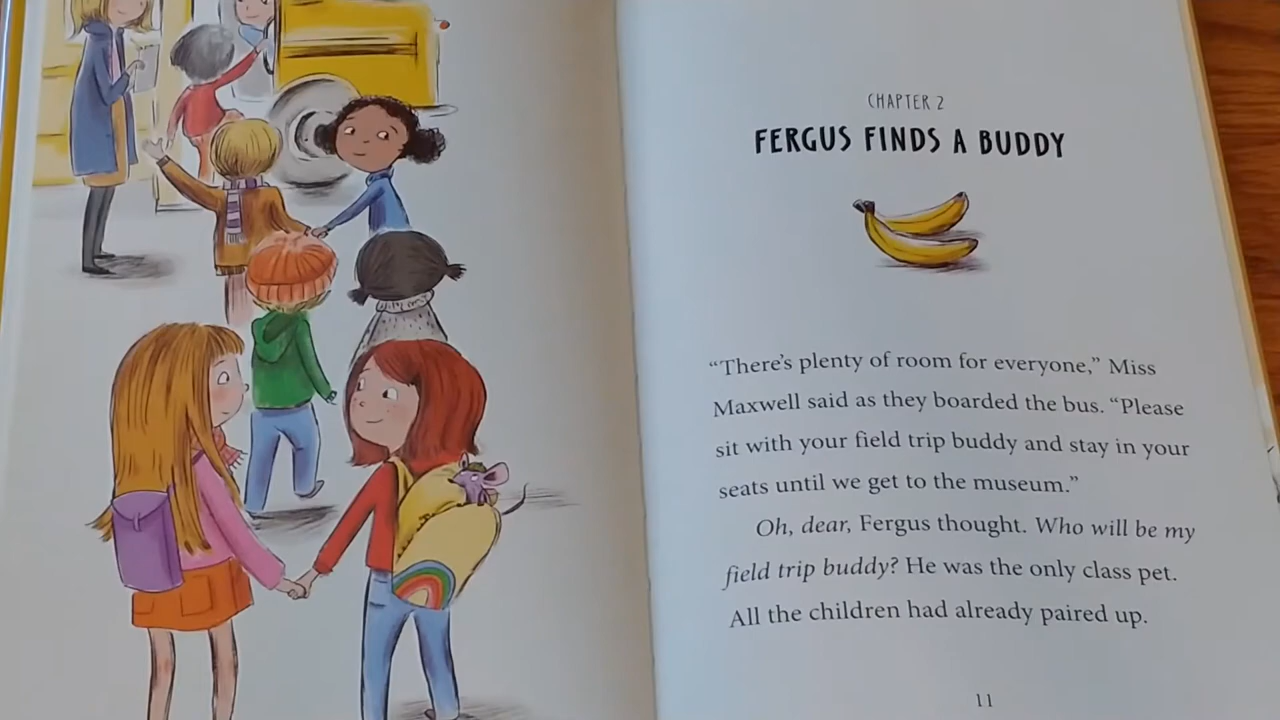 CHAPTER 2
FERGUS FINDS A BUDDY
“There’s plenty of room for everyone,” Miss
Maxwell said as they boarded the bus. “Please
sit with your field trip buddy and stay in your
seats until we get to the museum.”
Oh, dear, Fergus thought. Who will be my
field trip buddy? He was the only class pet.
All the children had already paired up.
11